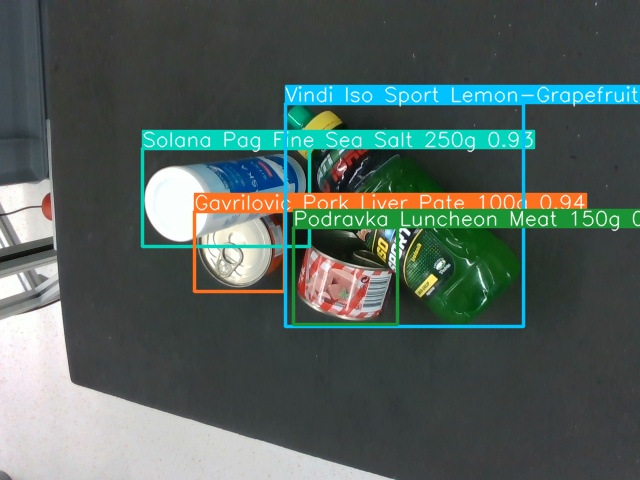 Vindi Iso Sport Lemon-Grapefruit
Solana Pag Fine Sea Salt 250g 0.93
Gavrilovic Pork Liver Pate 100g 0.94
Podravka Luncheon Meat 150g 0